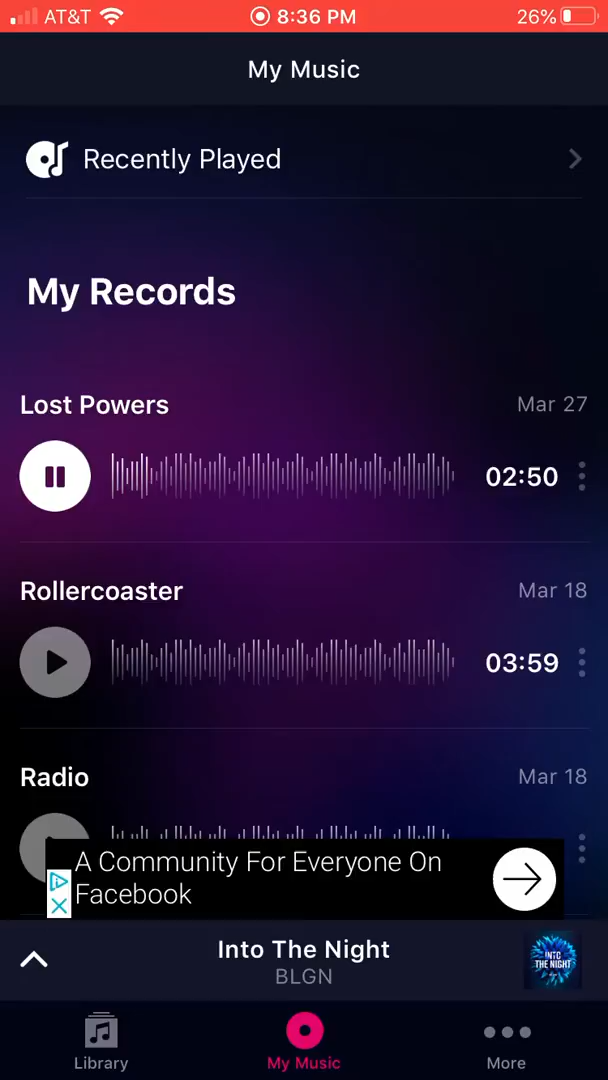 AT&T 8:36 PM 26%
My Music
Recently Played
My Records
Lost Powers Mar 27
02:50
Rollercoaster Mar 18
03:59
Radio Mar 18
A Community For Everyone On
Facebook
Into The Night
BLGN
INTO
THE NIGHT
Library My Music More